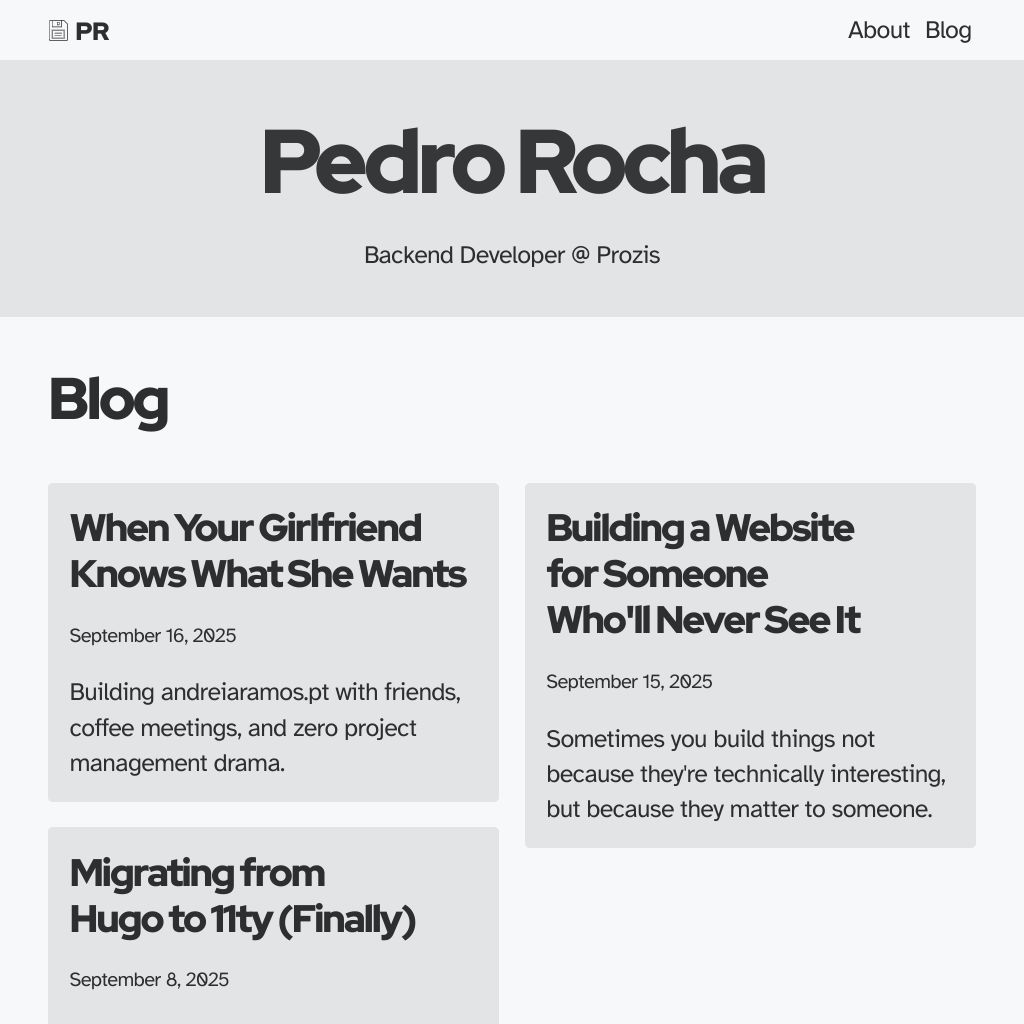 PR
About Blog
Pedro Rocha
Backend Developer @ Prozis
Blog
When Your Girlfriend
Knows What She Wants
September 16, 2025
Building andreiaramos.pt with friends,
coffee meetings, and zero project
management drama.
Building a Website
for Someone
Who'll Never See It
September 15, 2025
Sometimes you build things not
because they're technically interesting,
but because they matter to someone.
Migrating from
Hugo to 11ty (Finally)
September 8, 2025